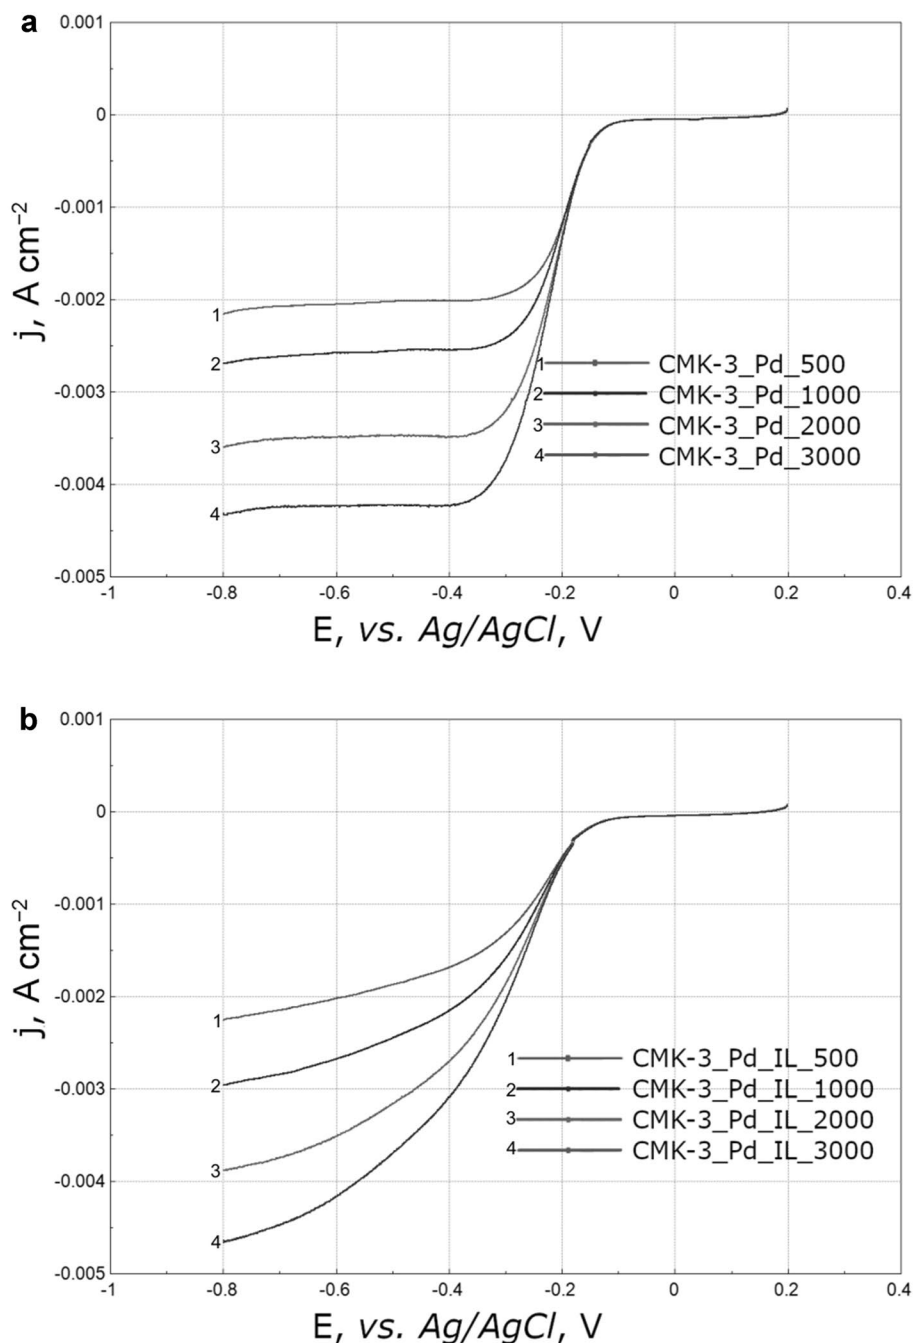 a
0.001
0
-0.001
-0.002
-0.003
-0.004
-0.005
j, A cm⁻²
1
2
3
4
1 CMK-3_Pd_500
2 CMK-3_Pd_1000
3 CMK-3_Pd_2000
4 CMK-3_Pd_3000
-1 -0.8 -0.6 -0.4 -0.2 0 0.2 0.4
E, vs. Ag/AgCl, V
b
0.001
0
-0.001
-0.002
-0.003
-0.004
-0.005
j, A cm⁻²
1
2
3
4
1 CMK-3_Pd_IL_500
2 CMK-3_Pd_IL_1000
3 CMK-3_Pd_IL_2000
4 CMK-3_Pd_IL_3000
-1 -0.8 -0.6 -0.4 -0.2 0 0.2 0.4
E, vs. Ag/AgCl, V